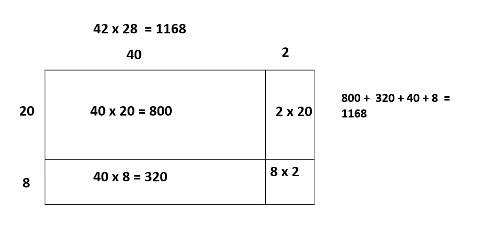 42 x 28 = 1168
40 2
20 40 x 20 = 800 2 x 20
800 + 320 + 40 + 8 =
1168
8 40 x 8 = 320 8 x 2